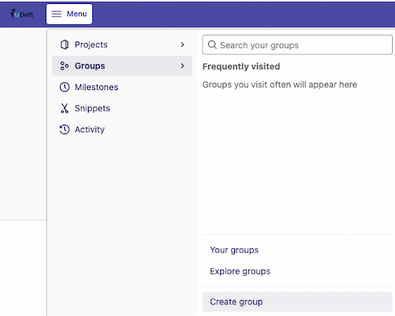 TU Delft
Menu
Projects
Groups
Milestones
Snippets
Activity
Search your groups
Frequently visited
Groups you visit often will appear here
Your groups
Explore groups
Create group